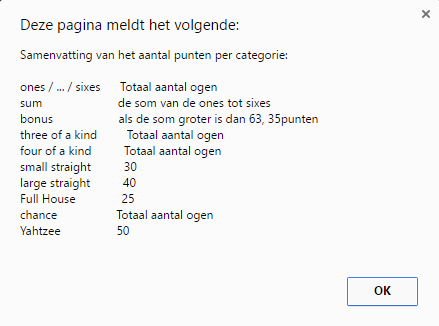 Deze pagina meldt het volgende:
Samenvatting van het aantal punten per categorie:
ones / ... / sixes Totaal aantal ogen
sum de som van de ones tot sixes
bonus als de som groter is dan 63, 35punten
three of a kind Totaal aantal ogen
four of a kind Totaal aantal ogen
small straight 30
large straight 40
Full House 25
chance Totaal aantal ogen
Yahtzee 50
OK